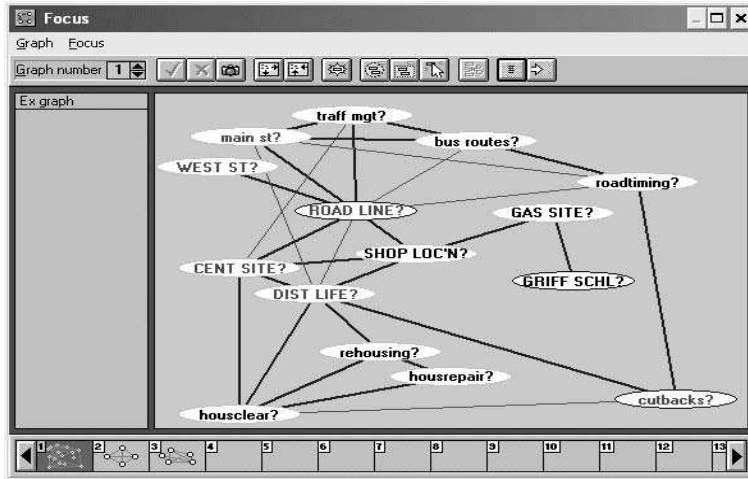 Focus
Graph Focus
Graph number 1
Ex graph
traff mgt?
main st?
bus routes?
WEST ST?
roadtiming?
ROAD LINE?
GAS SITE?
SHOP LOC'N?
CENT SITE?
GRIFF SCHL?
DIST LIFE?
rehousing?
housrepair?
cutbacks?
housclear?
1 2 3 4 5 6 7 8 9 10 11 12 13